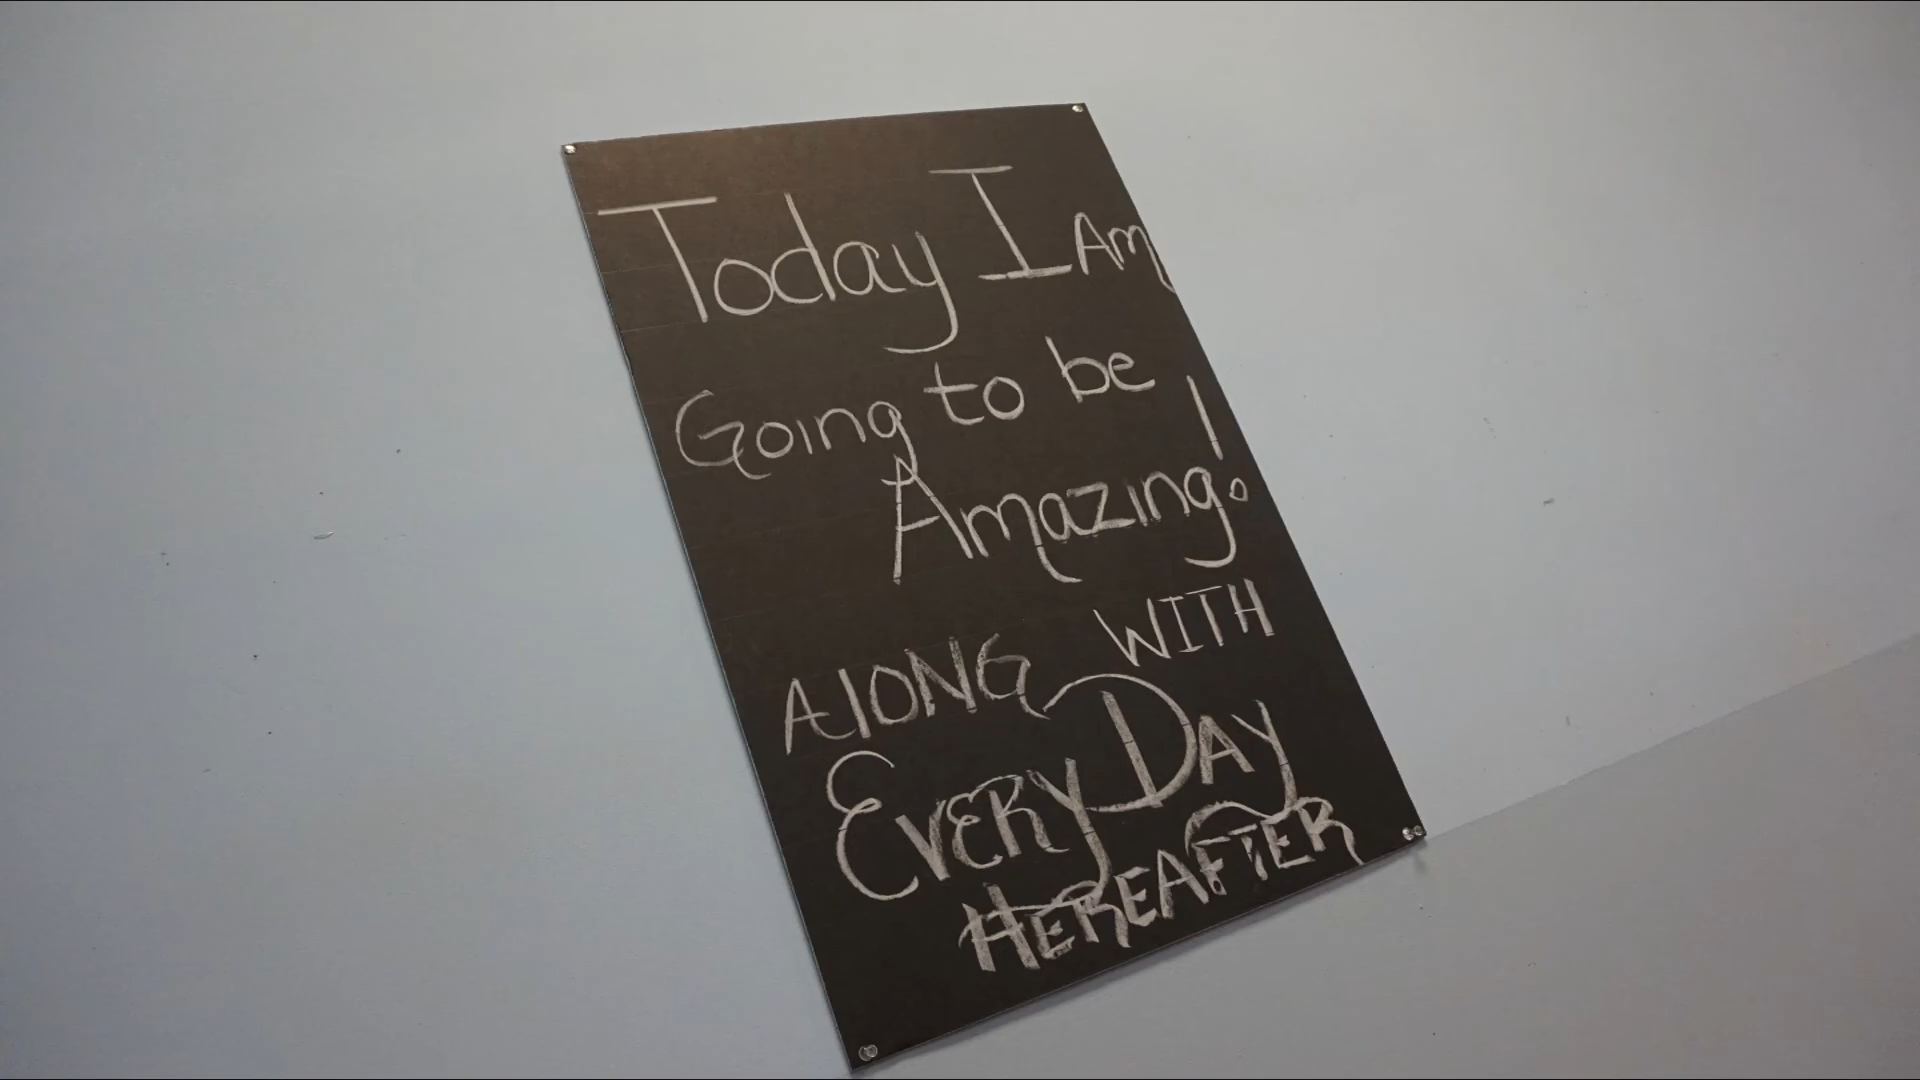 Today I Am
Going to be
Amazing!
AlONG WITH
EVERY DAY
HEREAFTER